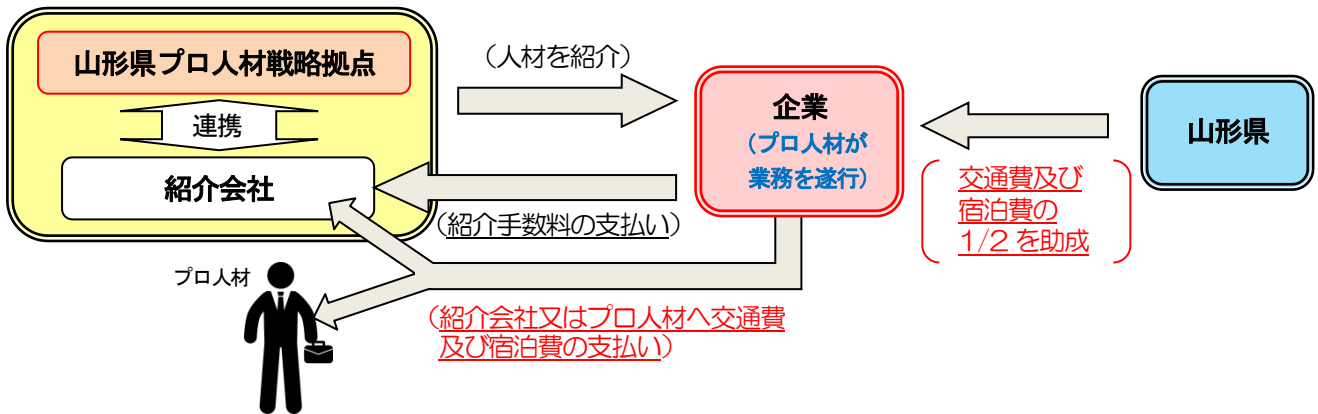 山形県プロ人材戦略拠点
連携
紹介会社
プロ人材
（人材を紹介）
（紹介手数料の支払い）
（紹介会社又はプロ人材へ交通費
及び宿泊費の支払い）
企業
（プロ人材が
業務を遂行）
交通費及び
宿泊費の
1/2 を助成
山形県